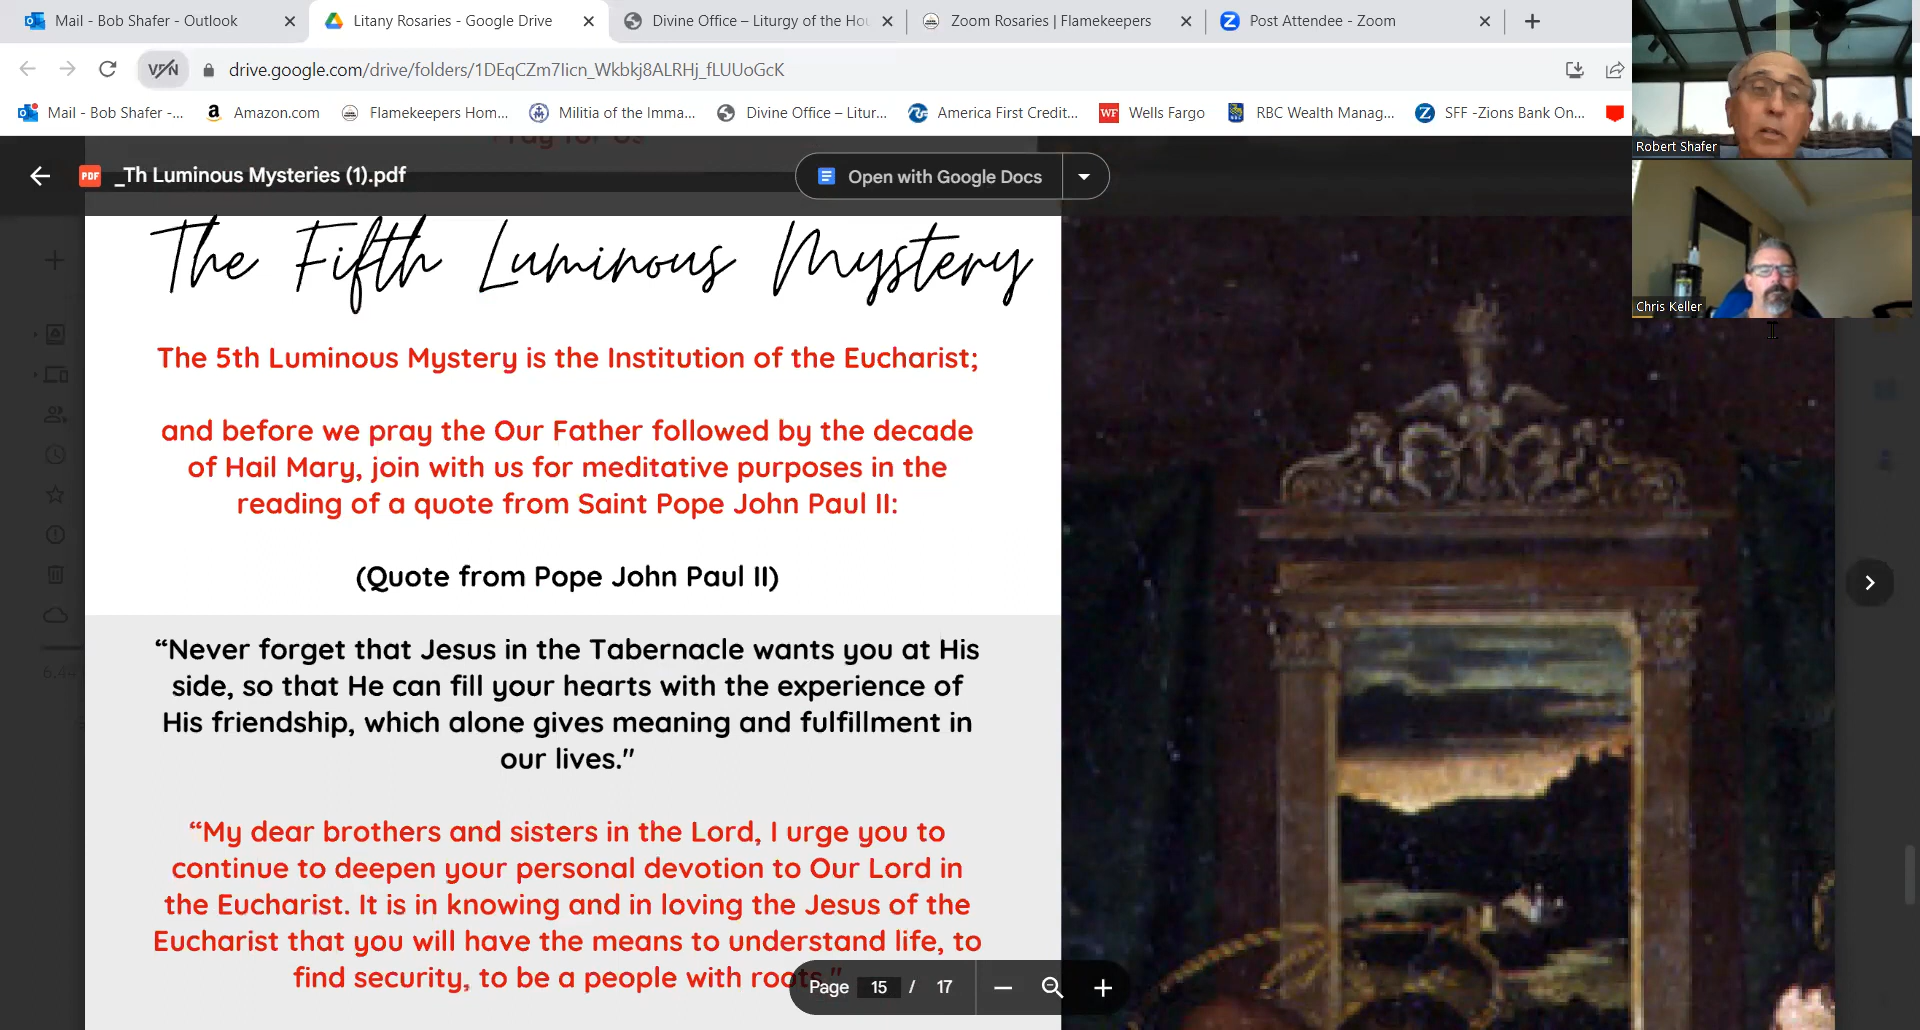 Mail - Bob Shafer - Outlook
Litany Rosaries - Google Drive
Divine Office – Liturgy of the Hou
Zoom Rosaries | Flamekeepers
Post Attendee - Zoom
VPN
drive.google.com/drive/folders/1DEqCZm7Iicn_Wkbkj8ALRHj_fLUUoGcK
Mail - Bob Shafer -...
Amazon.com
Flamekeepers Hom...
Militia of the Imma...
Divine Office – Litur...
America First Credit...
WF Wells Fargo
RBC Wealth Manag...
SFF -Zions Bank On...
Robert Shafer
Chris Keller
Pray for Us
PDF _Th Luminous Mysteries (1).pdf
Open with Google Docs
The Fifth Luminous Mystery
The 5th Luminous Mystery is the Institution of the Eucharist;
and before we pray the Our Father followed by the decade
of Hail Mary, join with us for meditative purposes in the
reading of a quote from Saint Pope John Paul II:
(Quote from Pope John Paul II)
“Never forget that Jesus in the Tabernacle wants you at His
side, so that He can fill your hearts with the experience of
His friendship, which alone gives meaning and fulfillment in
our lives."
“My dear brothers and sisters in the Lord, I urge you to
continue to deepen your personal devotion to Our Lord in
the Eucharist. It is in knowing and in loving the Jesus of the
Eucharist that you will have the means to understand life, to
find security, to be a people with roots."
Page 15 / 17